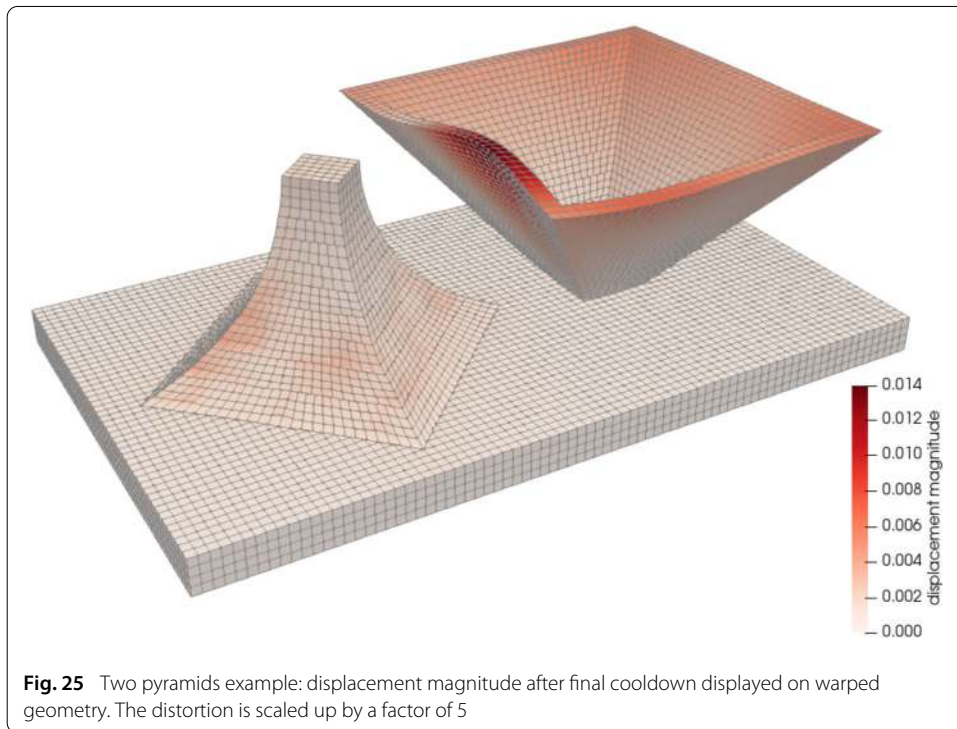 0.014
0.012
0.010
0.008
0.006
0.004
0.002
0.000
displacement magnitude
Fig. 25 Two pyramids example: displacement magnitude after final cooldown displayed on warped
geometry. The distortion is scaled up by a factor of 5